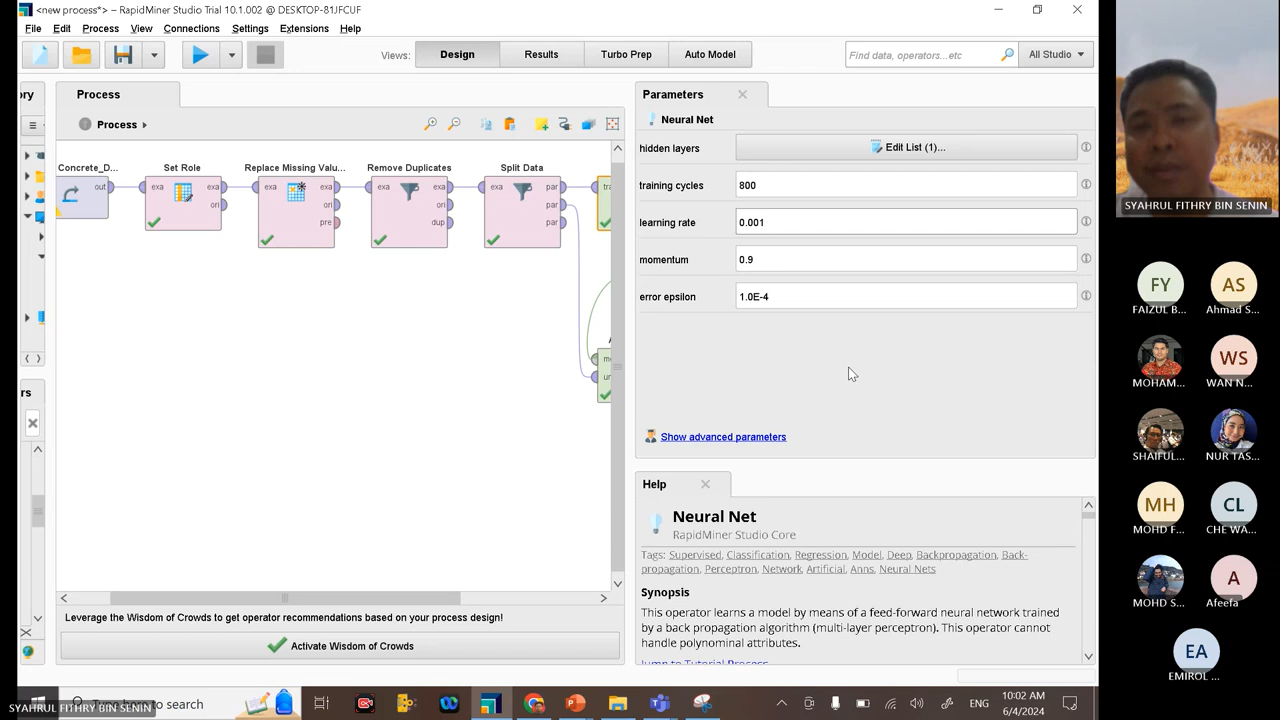 <new process*> – RapidMiner Studio Trial 10.1.002 @ DESKTOP-81JFCUF
File Edit Process View Connections Settings Extensions Help
Views: Design Results Turbo Prep Auto Model
Find data, operators...etc
All Studio
ory
Process
Process
Concrete_D...
Set Role
Replace Missing Valu...
Remove Duplicates
Split Data
out exa exa exa exa exa exa exa par tra
ori ori ori par
pre dup par
mo
un
rs
Leverage the Wisdom of Crowds to get operator recommendations based on your process design!
Activate Wisdom of Crowds
Parameters
Neural Net
hidden layers Edit List (1)...
training cycles 800
learning rate 0.001
momentum 0.9
error epsilon 1.0E-4
Show advanced parameters
Help
Neural Net
RapidMiner Studio Core
Tags: Supervised, Classification, Regression, Model, Deep, Backpropagation, Back-
propagation, Perceptron, Network, Artificial, Anns, Neural Nets
Synopsis
This operator learns a model by means of a feed-forward neural network trained
by a back propagation algorithm (multi-layer perceptron). This operator cannot
handle polynominal attributes.
Jump to Tutorial Process
SYAHRUL FITHRY BIN SENIN
FY
FAIZUL B...
AS
Ahmad S...
MOHAM...
WS
WAN N...
SHAIFUL...
NUR TAS...
MH
MOHD F...
CL
CHE WA...
MOHD S...
A
Afeefa
EA
EMIROL ...
SYAHRUL FITHRY BIN SENIN
search
ENG
10:02 AM
6/4/2024